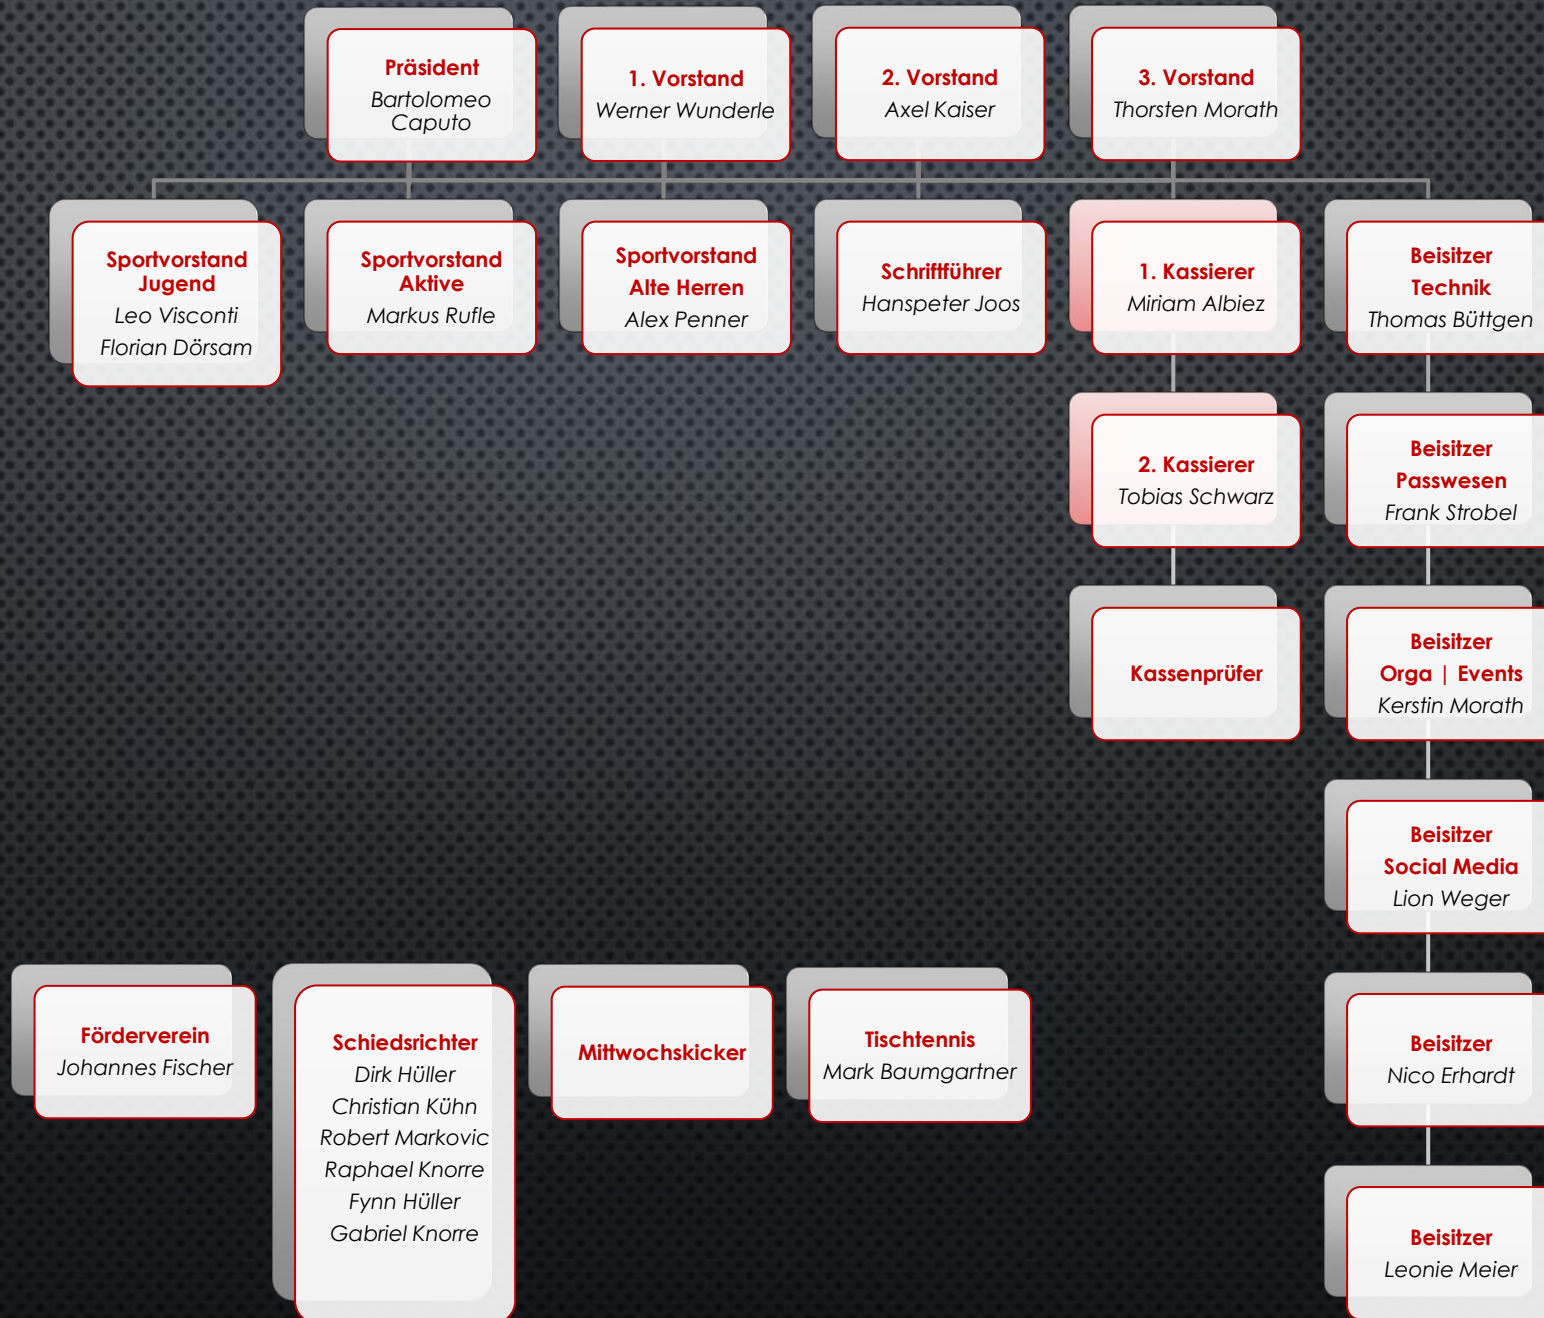 Präsident
Bartolomeo
Caputo
1. Vorstand
Werner Wunderle
2. Vorstand
Axel Kaiser
3. Vorstand
Thorsten Morath
Sportvorstand
Jugend
Leo Visconti
Florian Dörsam
Sportvorstand
Aktive
Markus Rufle
Sportvorstand
Alte Herren
Alex Penner
Schriftführer
Hanspeter Joos
1. Kassierer
Miriam Albiez
Beisitzer
Technik
Thomas Büttgen
2. Kassierer
Tobias Schwarz
Beisitzer
Passwesen
Frank Strobel
Kassenprüfer
Beisitzer
Orga | Events
Kerstin Morath
Beisitzer
Social Media
Lion Weger
Förderverein
Johannes Fischer
Schiedsrichter
Dirk Hüller
Christian Kühn
Robert Markovic
Raphael Knorre
Fynn Hüller
Gabriel Knorre
Mittwochskicker
Tischtennis
Mark Baumgartner
Beisitzer
Nico Erhardt
Beisitzer
Leonie Meier